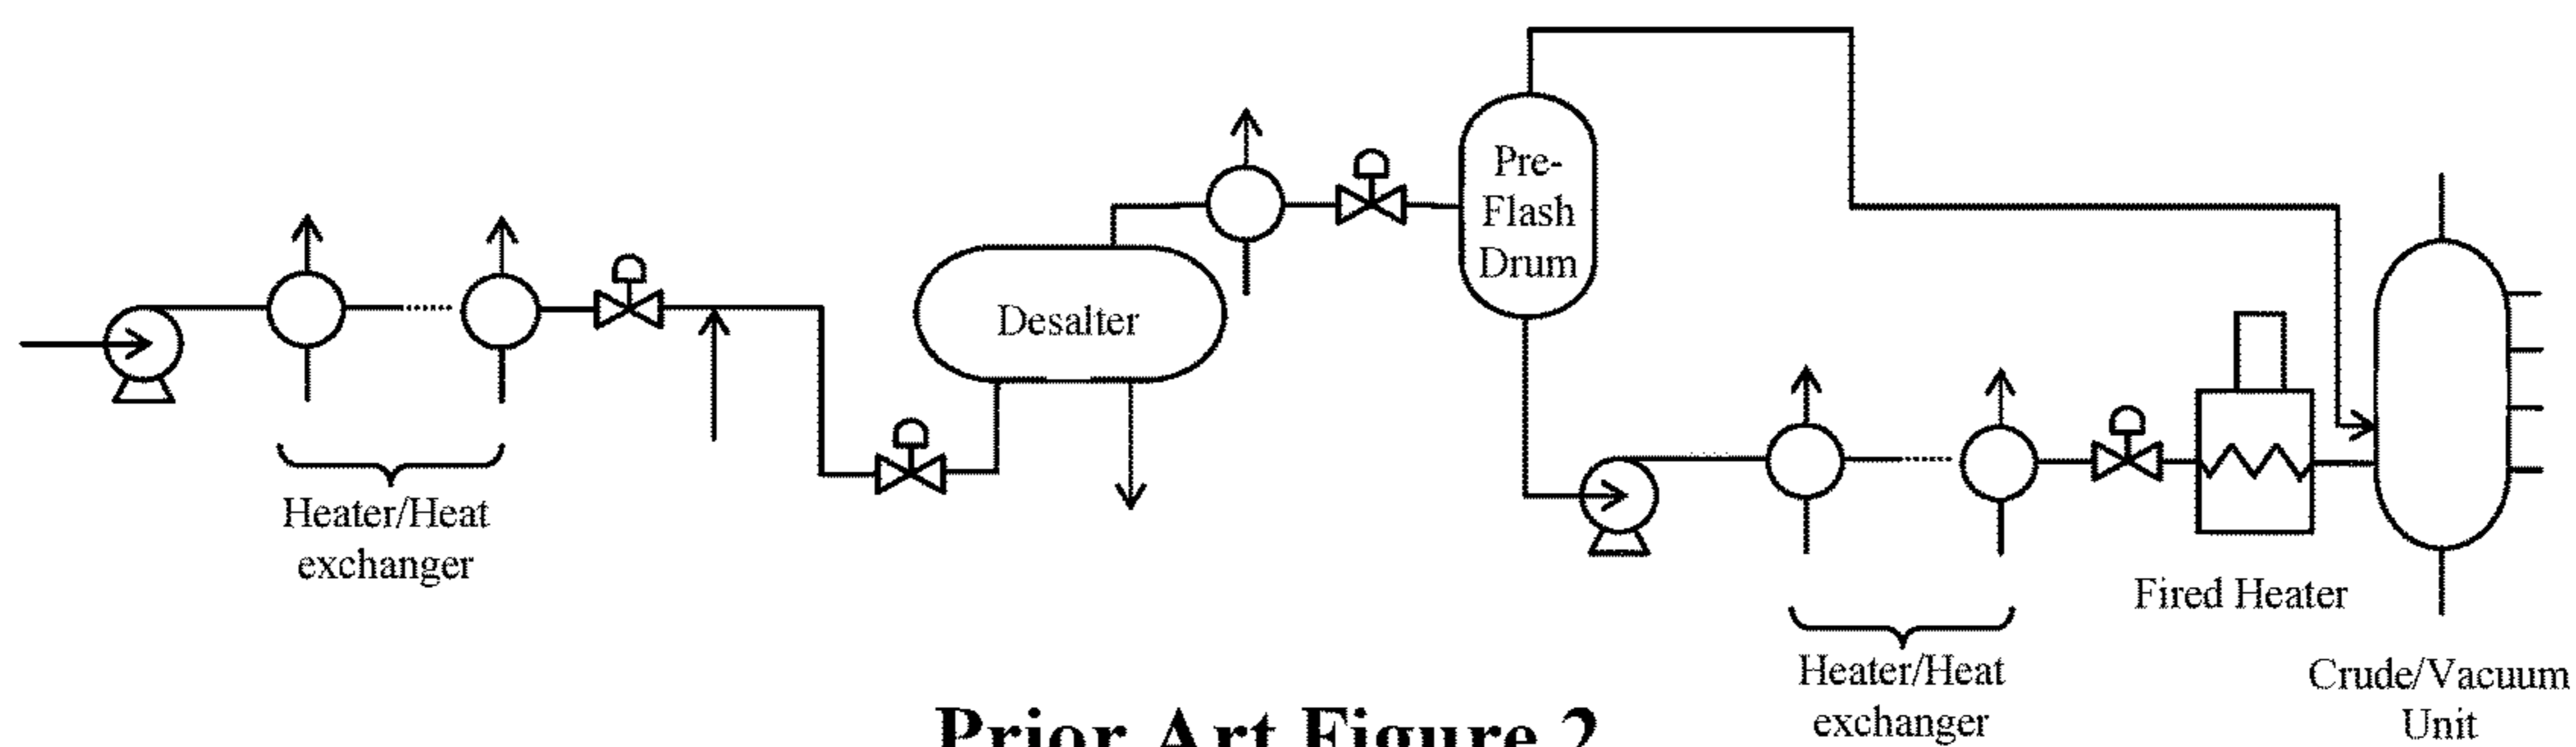 Pre-
Flash
Drum
Desalter
Heater/Heat
exchanger
Fired Heater
Heater/Heat
exchanger
Crude/Vacuum
Unit
Prior Art Figure 2